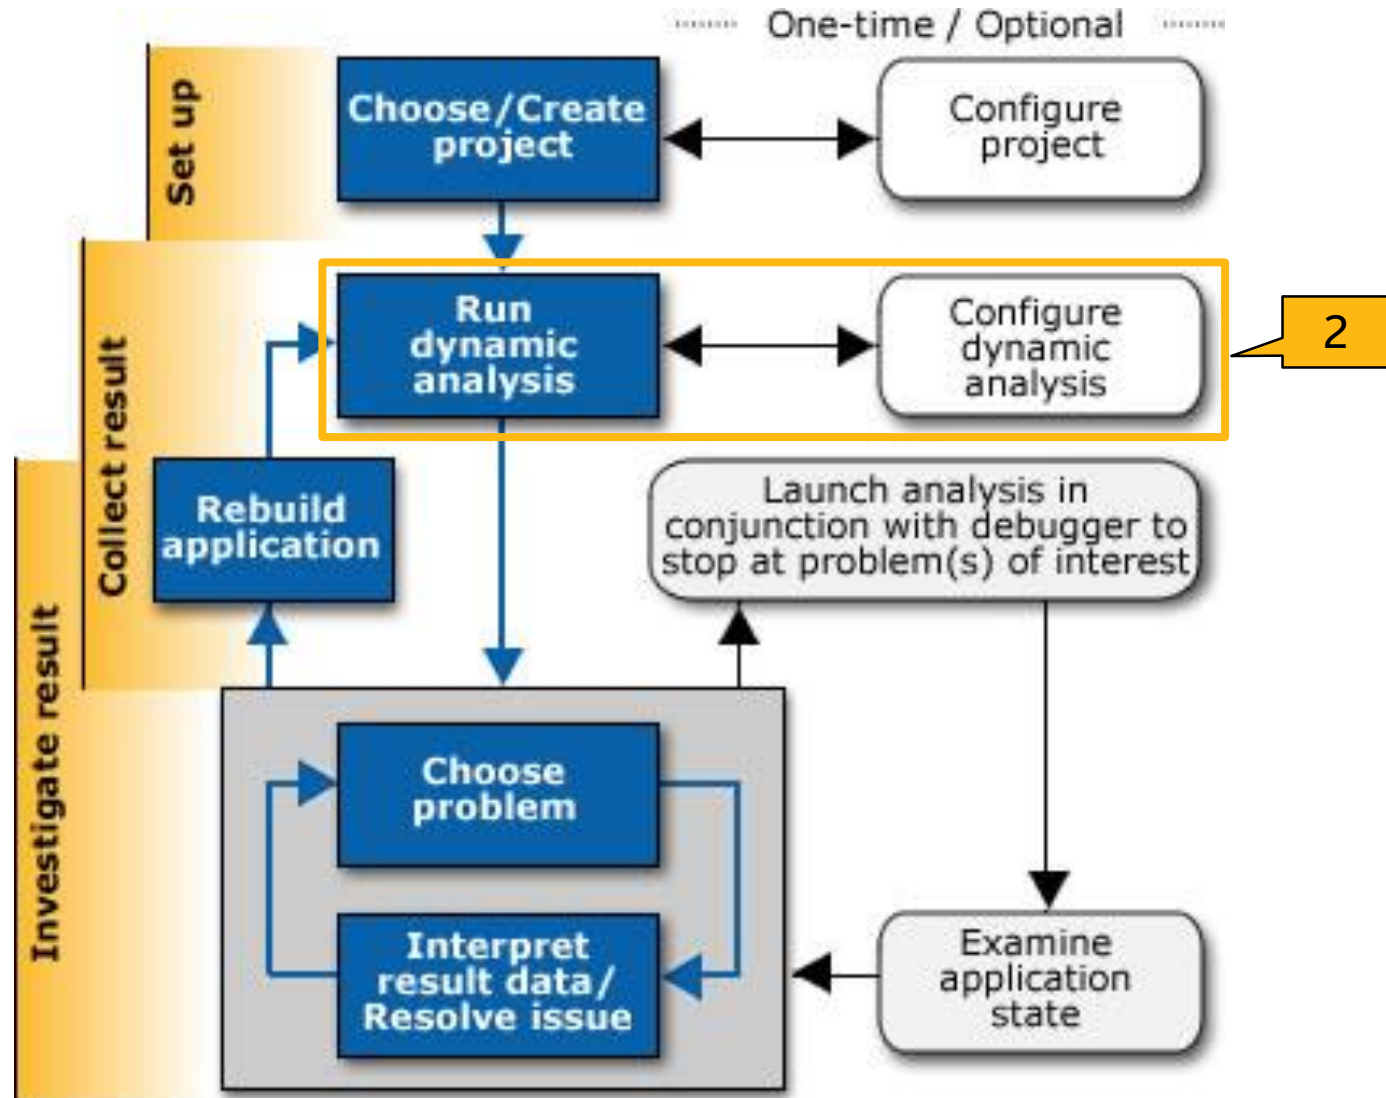 One-time / Optional
Set up
Choose/Create
project
Configure
project
Collect result
Run
dynamic
analysis
Configure
dynamic
analysis
2
Investigate result
Rebuild
application
Launch analysis in
conjunction with debugger to
stop at problem(s) of interest
Choose
problem
Interpret
result data/
Resolve issue
Examine
application
state